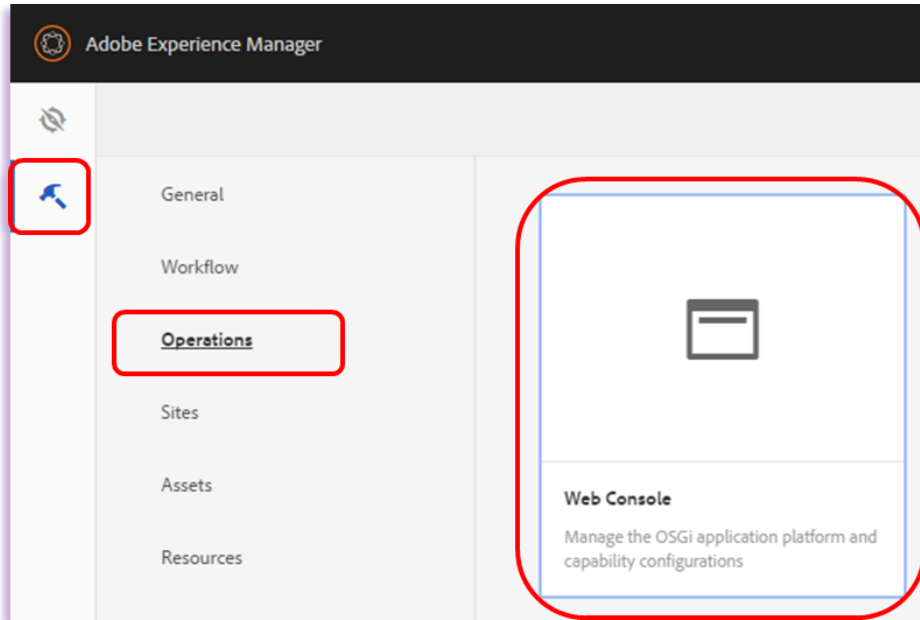 Adobe Experience Manager
General
Workflow
Operations
Sites
Assets
Resources
Web Console
Manage the OSGi application platform and
capability configurations